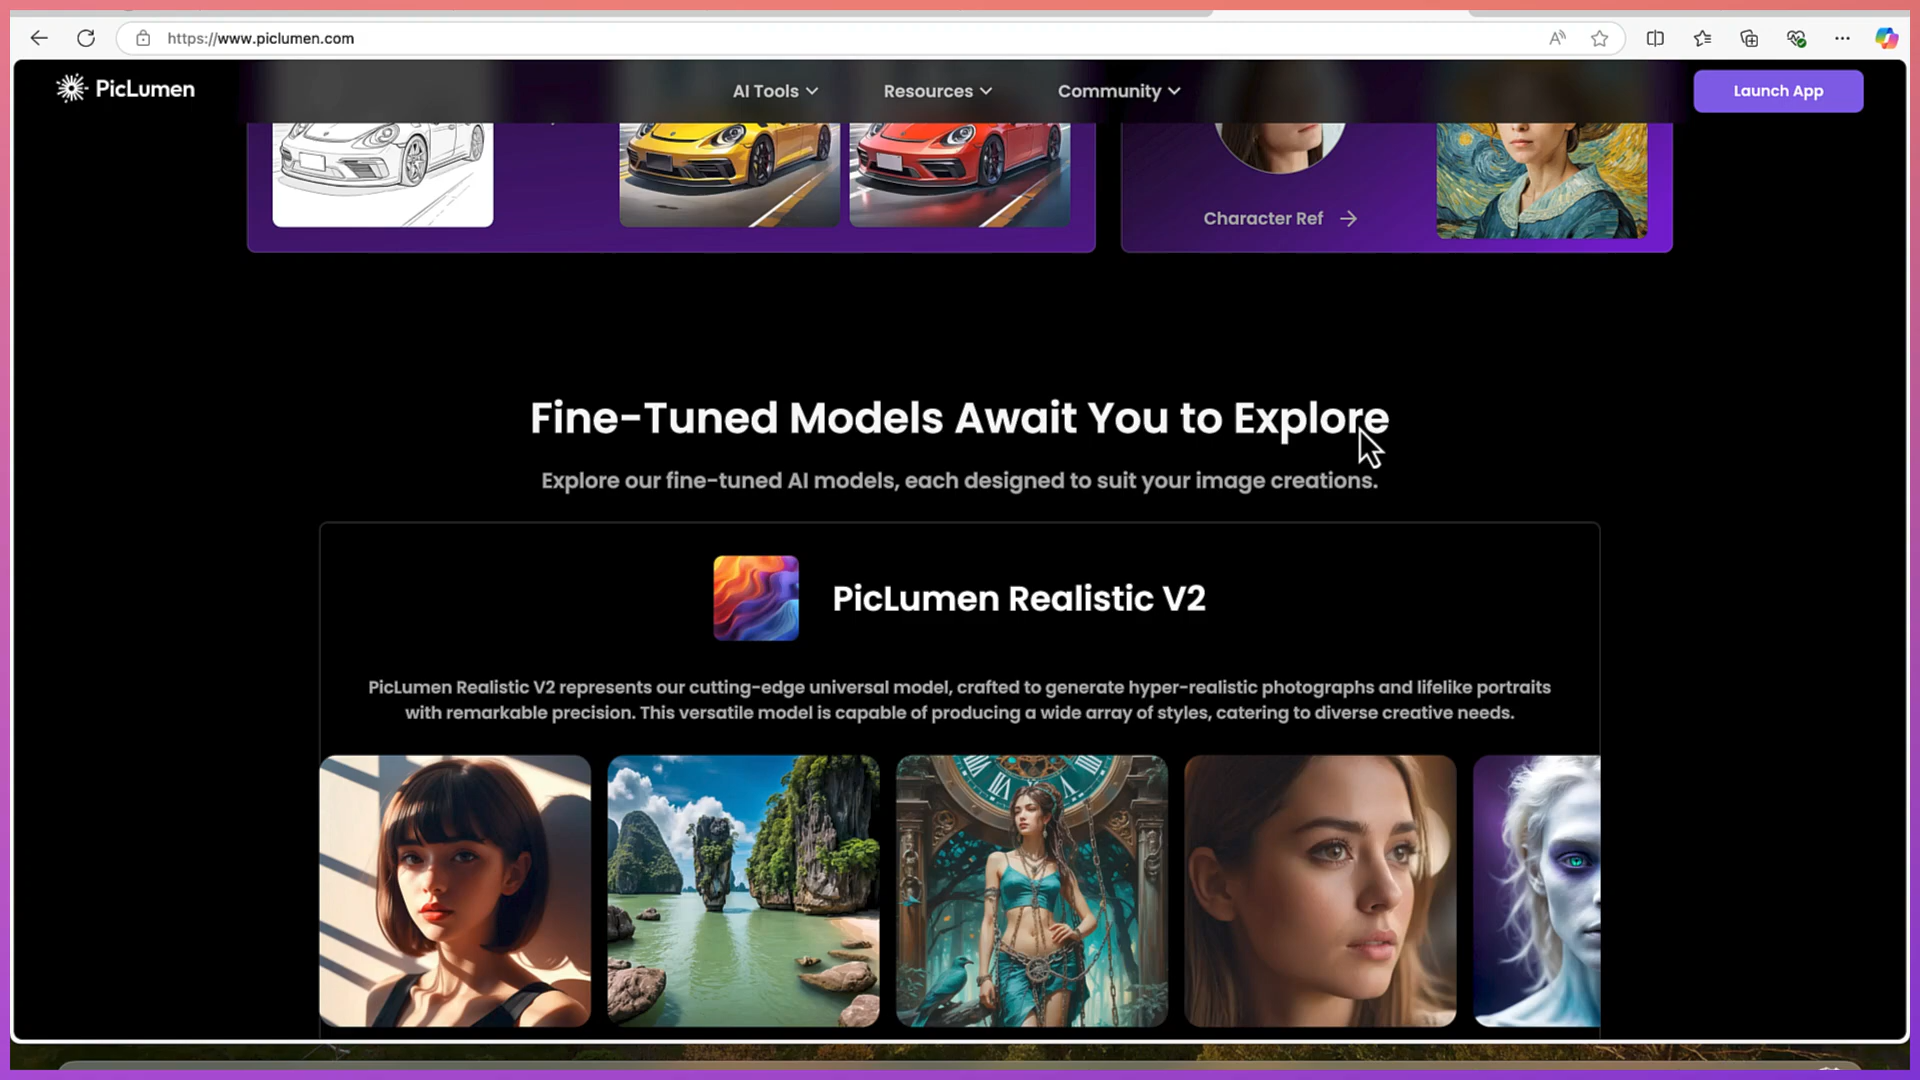 https://www.piclumen.com
PicLumen
AI Tools
Resources
Community
Launch App
Character Ref
Fine-Tuned Models Await You to Explore
Explore our fine-tuned AI models, each designed to suit your image creations.
PicLumen Realistic V2
PicLumen Realistic V2 represents our cutting-edge universal model, crafted to generate hyper-realistic photographs and lifelike portraits
with remarkable precision. This versatile model is capable of producing a wide array of styles, catering to diverse creative needs.